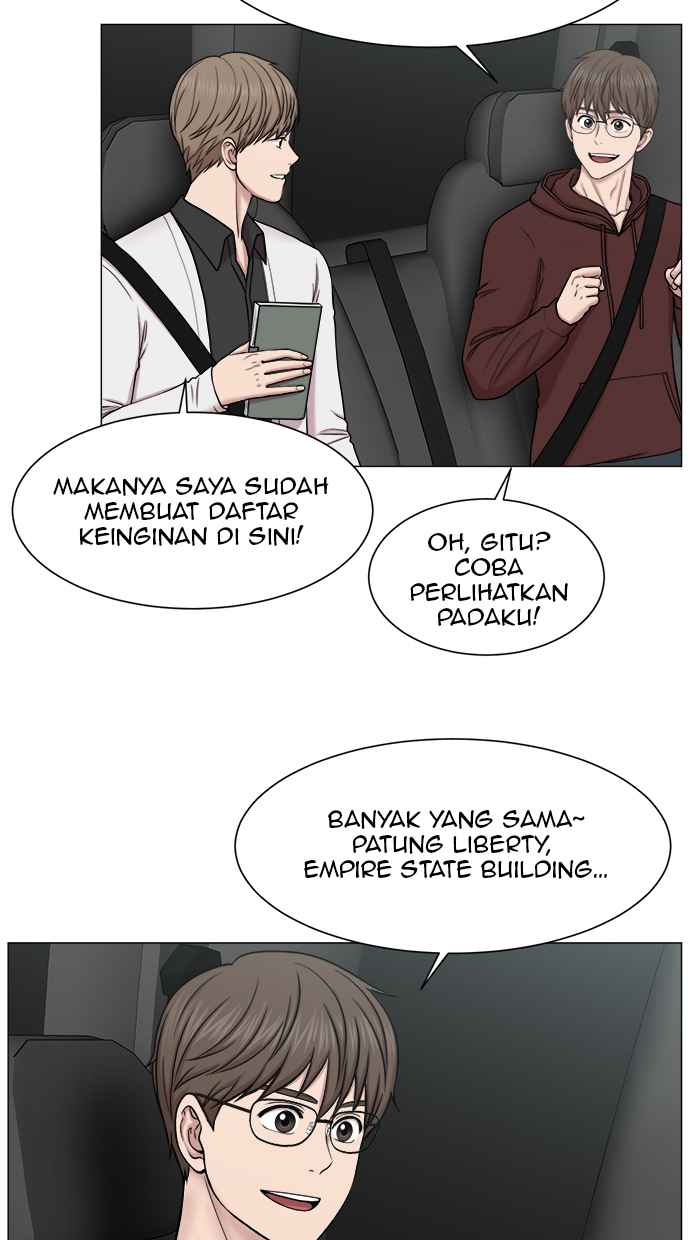 MAKANYA SAYA SUDAH
MEMBUAT DAFTAR
KEINGINAN DI SINI!
OH, GITU?
COBA
PERLIHATKAN
PADAKU!
BANYAK YANG SAMA~
PATUNG LIBERTY,
EMPIRE STATE BUILDING...